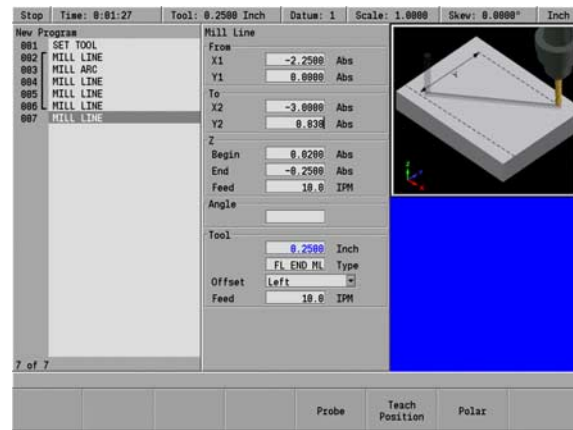 Stop Time: 0:01:27 Tool: 0.2500 Inch Datum: 1 Scale: 1.0000 Skew: 0.0000° Inch
New Program
001 SET TOOL
002 MILL LINE
003 MILL ARC
004 MILL LINE
005 MILL LINE
006 MILL LINE
007 MILL LINE
7 of 7
Mill Line
From
X1 -2.2500 Abs
Y1 0.0000 Abs
To
X2 -3.0000 Abs
Y2 0.030 Abs
Z
Begin 0.0200 Abs
End -0.2500 Abs
Feed 10.0 IPM
Angle
Tool
0.2500 Inch
FL END ML Type
Offset Left
Feed 10.0 IPM
Probe
Teach Position
Polar